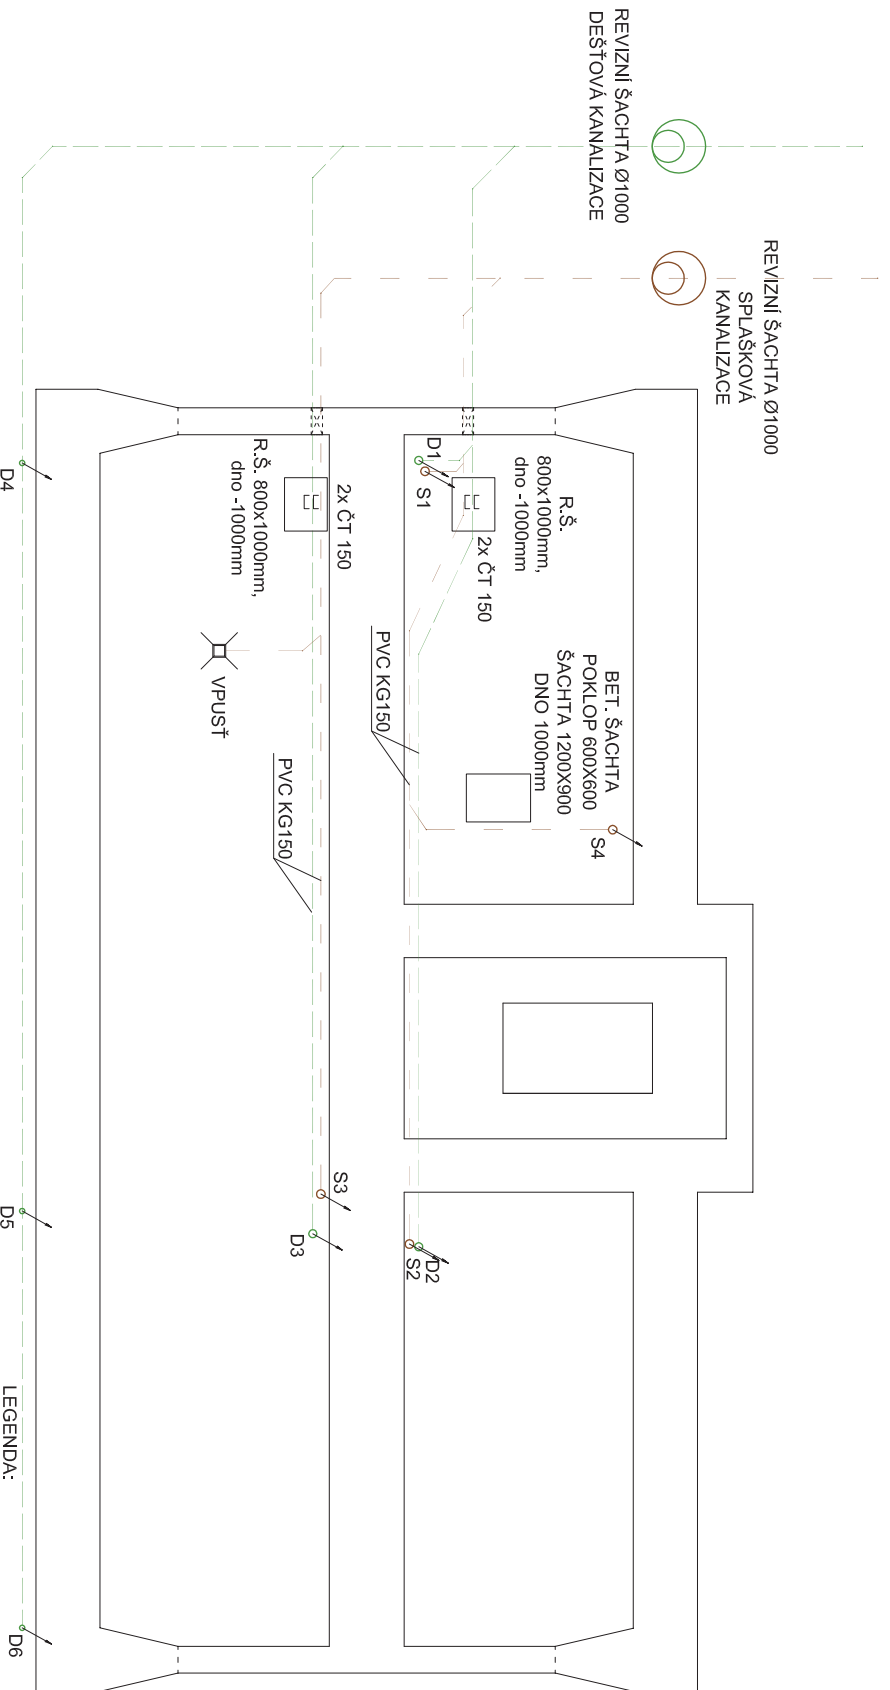 REVIZNÍ ŠACHTA Ø1000
DEŠŤOVÁ KANALIZACE
REVIZNÍ ŠACHTA Ø1000
SPLAŠKOVÁ
KANALIZACE
D1
S1
R.Š.
800x1000mm,
dno -1000mm
2x ČT 150
2x ČT 150
R.Š. 800x1000mm,
dno -1000mm
D4
BET. ŠACHTA
POKLOP 600X600
ŠACHTA 1200X900
DNO 1000mm
PVC KG150
VPUSŤ
PVC KG150
S4
S3
D3
D2
S2
D5
LEGENDA:
D6